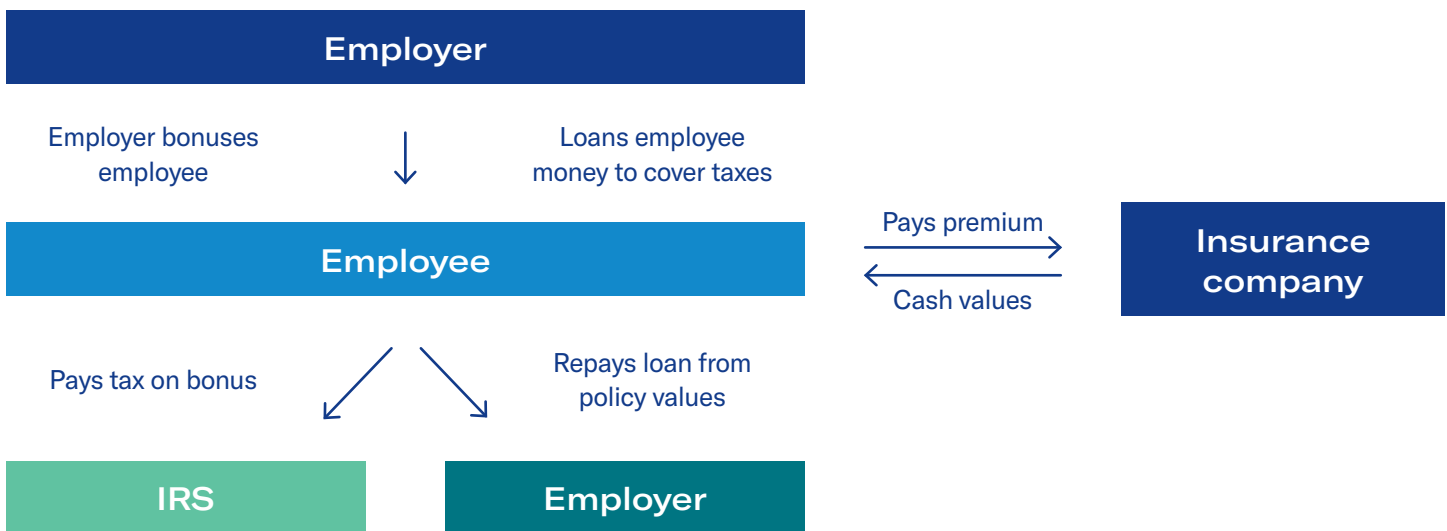 Employer
Employer bonuses
employee
Loans employee
money to cover taxes
Employee
Pays premium
Cash values
Insurance
company
Pays tax on bonus
Repays loan from
policy values
IRS
Employer